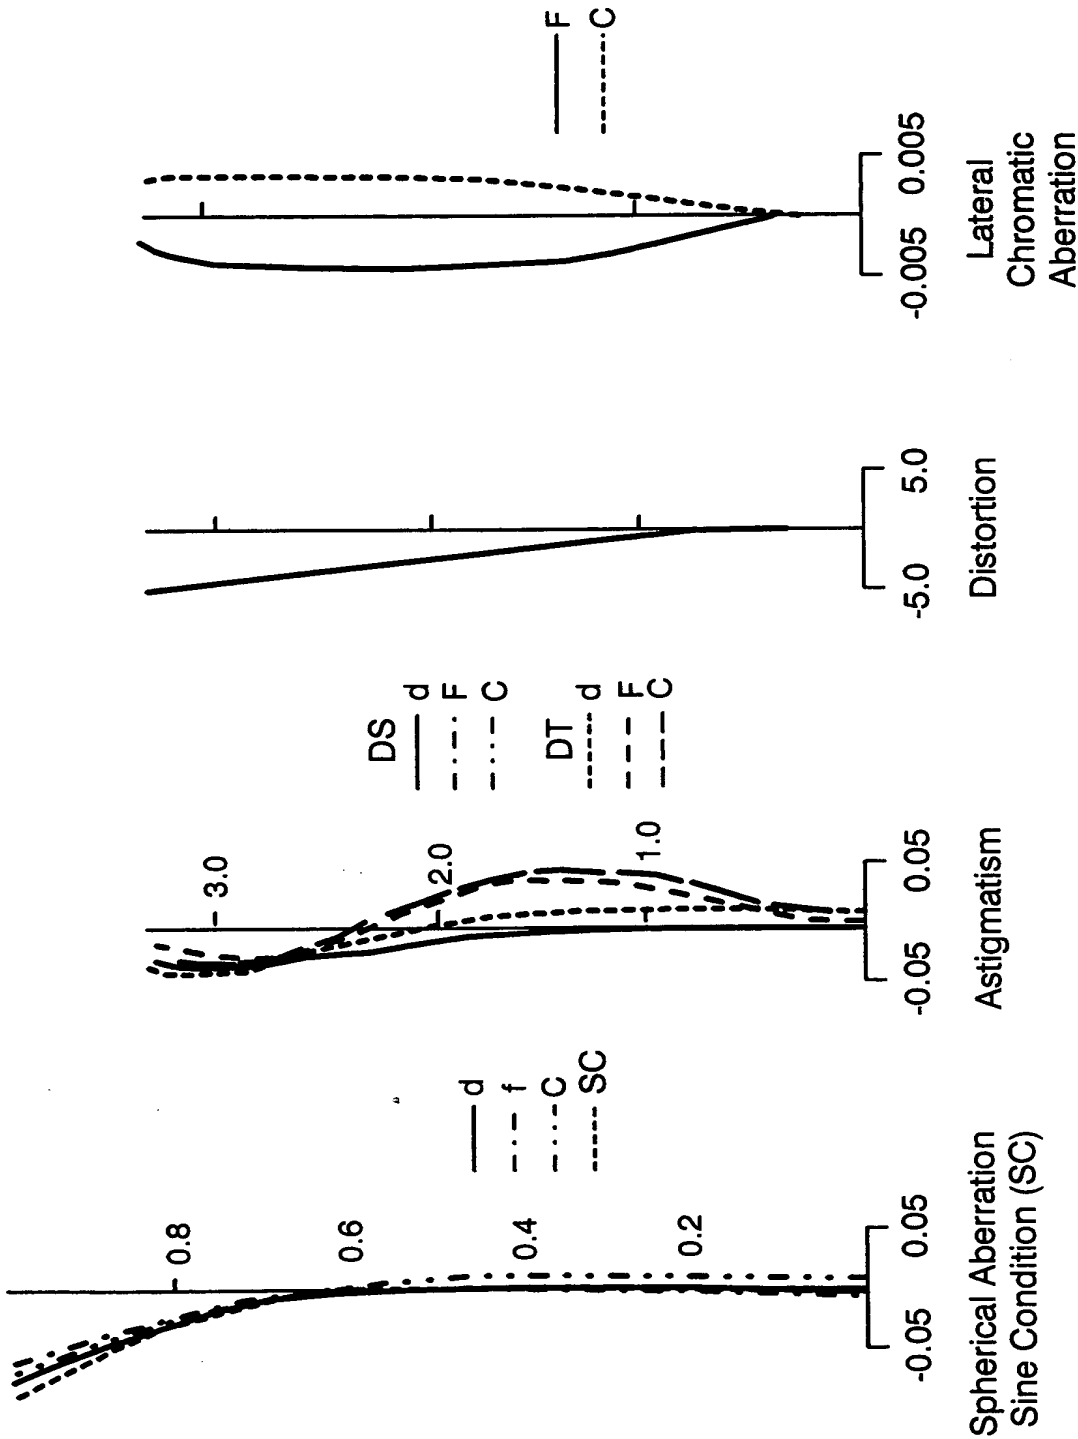 F
C
-0.005 0.005
Lateral
Chromatic
Aberration
-5.0 5.0
Distortion
DS
d
F
C
DT
d
F
C
3.0
2.0
1.0
-0.05 0.05
Astigmatism
d
f
C
SC
0.8
0.6
0.4
0.2
-0.05 0.05
Spherical Aberration
Sine Condition (SC)